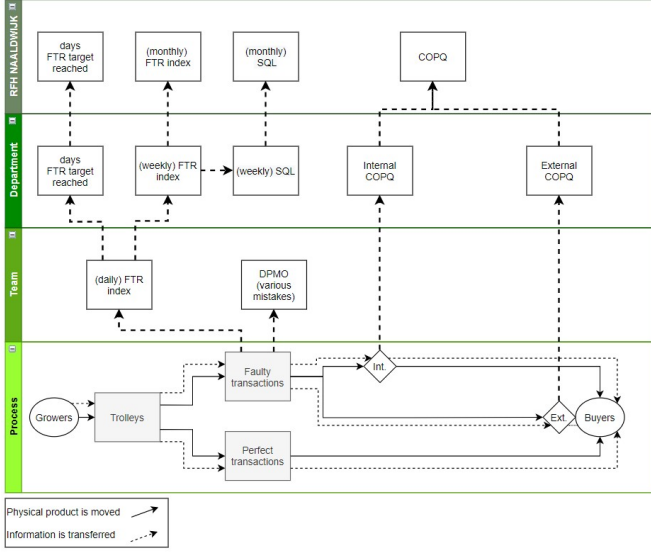 RFH NAALDWIJK
days
FTR target
reached
(monthly)
FTR index
(monthly)
SQL
COPQ
Department
days
FTR target
reached
(weekly) FTR
index
(weekly) SQL
Internal
COPQ
External
COPQ
Team
(daily) FTR
index
DPMO
(various
mistakes)
Process
Growers
Trolleys
Faulty
transactions
Perfect
transactions
Int.
Ext.
Buyers
Physical product is moved
Information is transferred